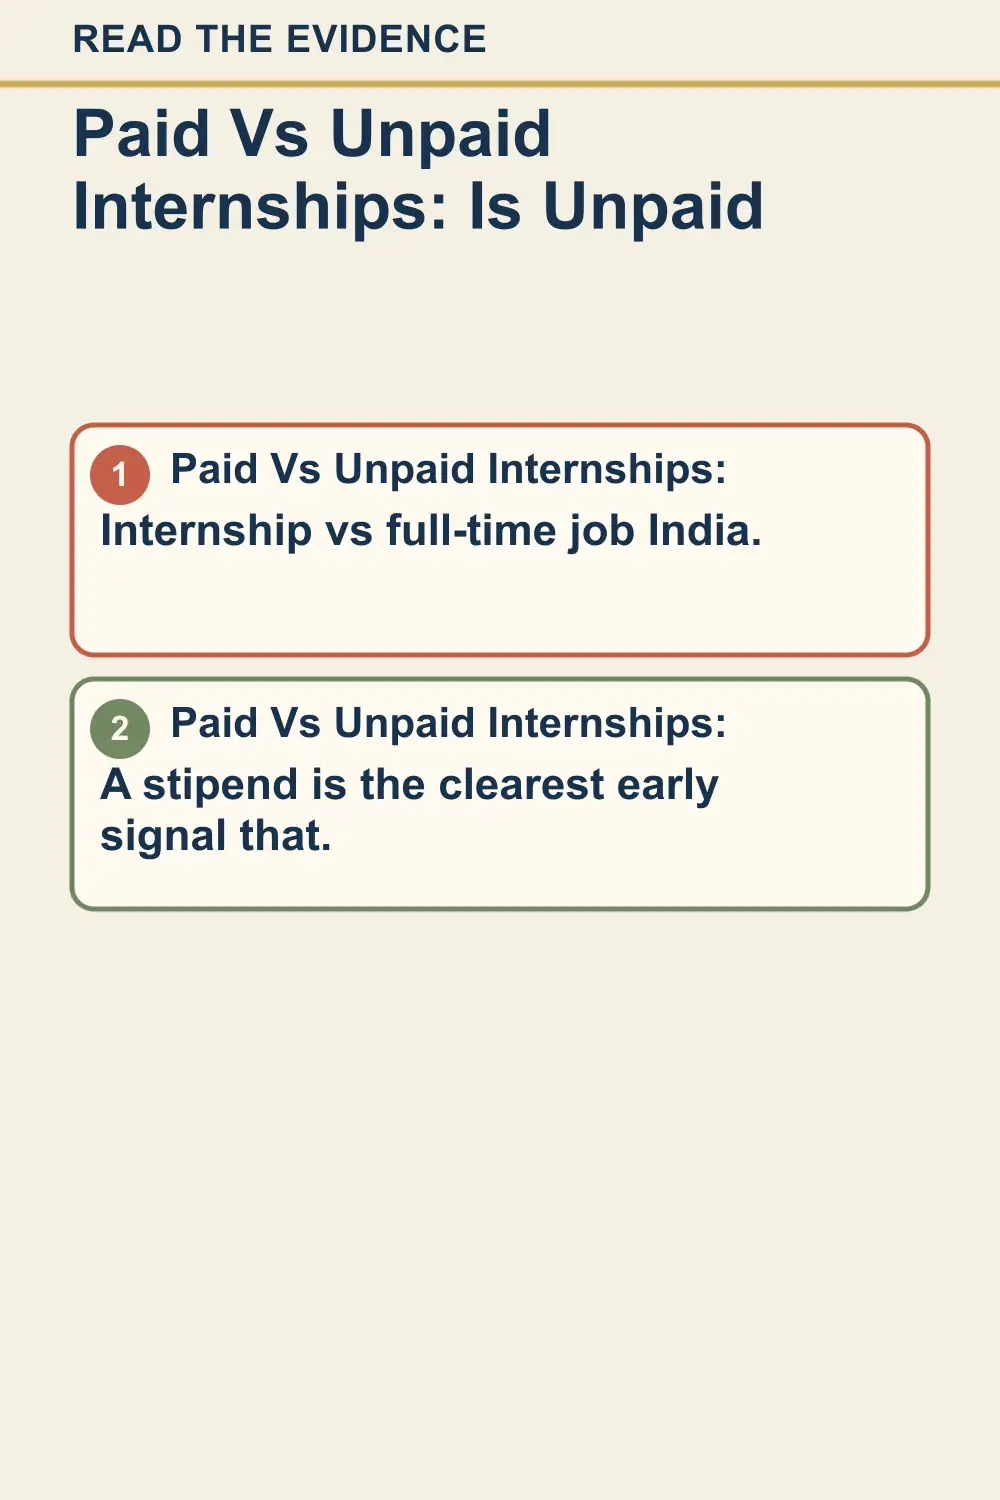 READ THE EVIDENCE
Paid Vs Unpaid
Internships: Is Unpaid
1 Paid Vs Unpaid Internships:
Internship vs full-time job India.
2 Paid Vs Unpaid Internships:
A stipend is the clearest early
signal that.